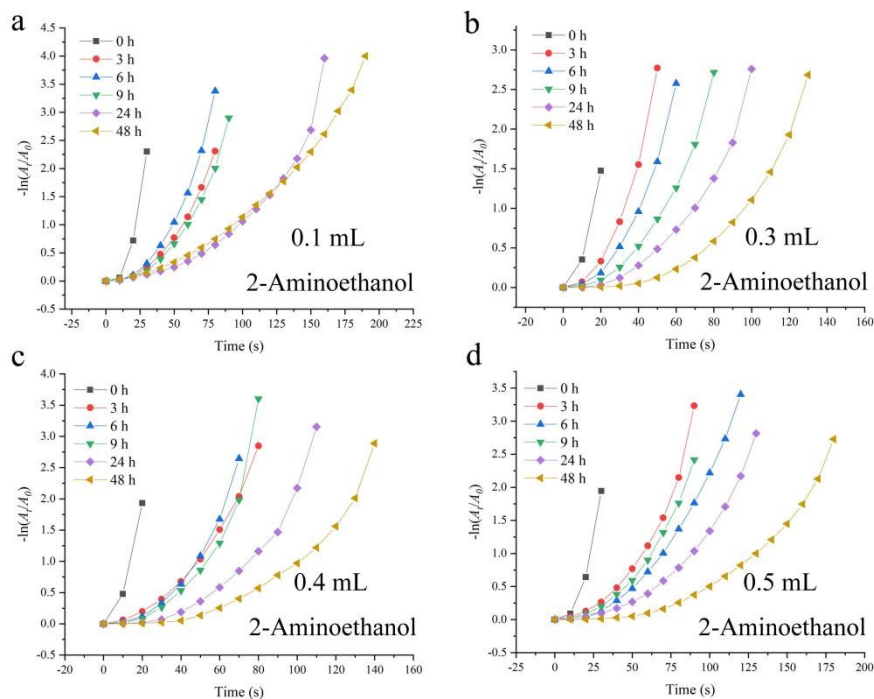 a
0 h
3 h
6 h
9 h
24 h
48 h
4.5
4.0
3.5
3.0
2.5
2.0
1.5
1.0
0.5
0.0
-0.5
-ln(At/A0)
0.1 mL
2-Aminoethanol
-25 0 25 50 75 100 125 150 175 200 225
Time (s)
b
0 h
3 h
6 h
9 h
24 h
48 h
3.0
2.5
2.0
1.5
1.0
0.5
0.0
-ln(At/A0)
0.3 mL
2-Aminoethanol
-20 0 20 40 60 80 100 120 140 160
Time (s)
c
0 h
3 h
6 h
9 h
24 h
48 h
4.0
3.5
3.0
2.5
2.0
1.5
1.0
0.5
0.0
-0.5
-ln(At/A0)
0.4 mL
2-Aminoethanol
-20 0 20 40 60 80 100 120 140 160
Time (s)
d
0 h
3 h
6 h
9 h
24 h
48 h
3.5
3.0
2.5
2.0
1.5
1.0
0.5
0.0
-0.5
-ln(At/A0)
0.5 mL
2-Aminoethanol
-25 0 25 50 75 100 125 150 175 200
Time (s)